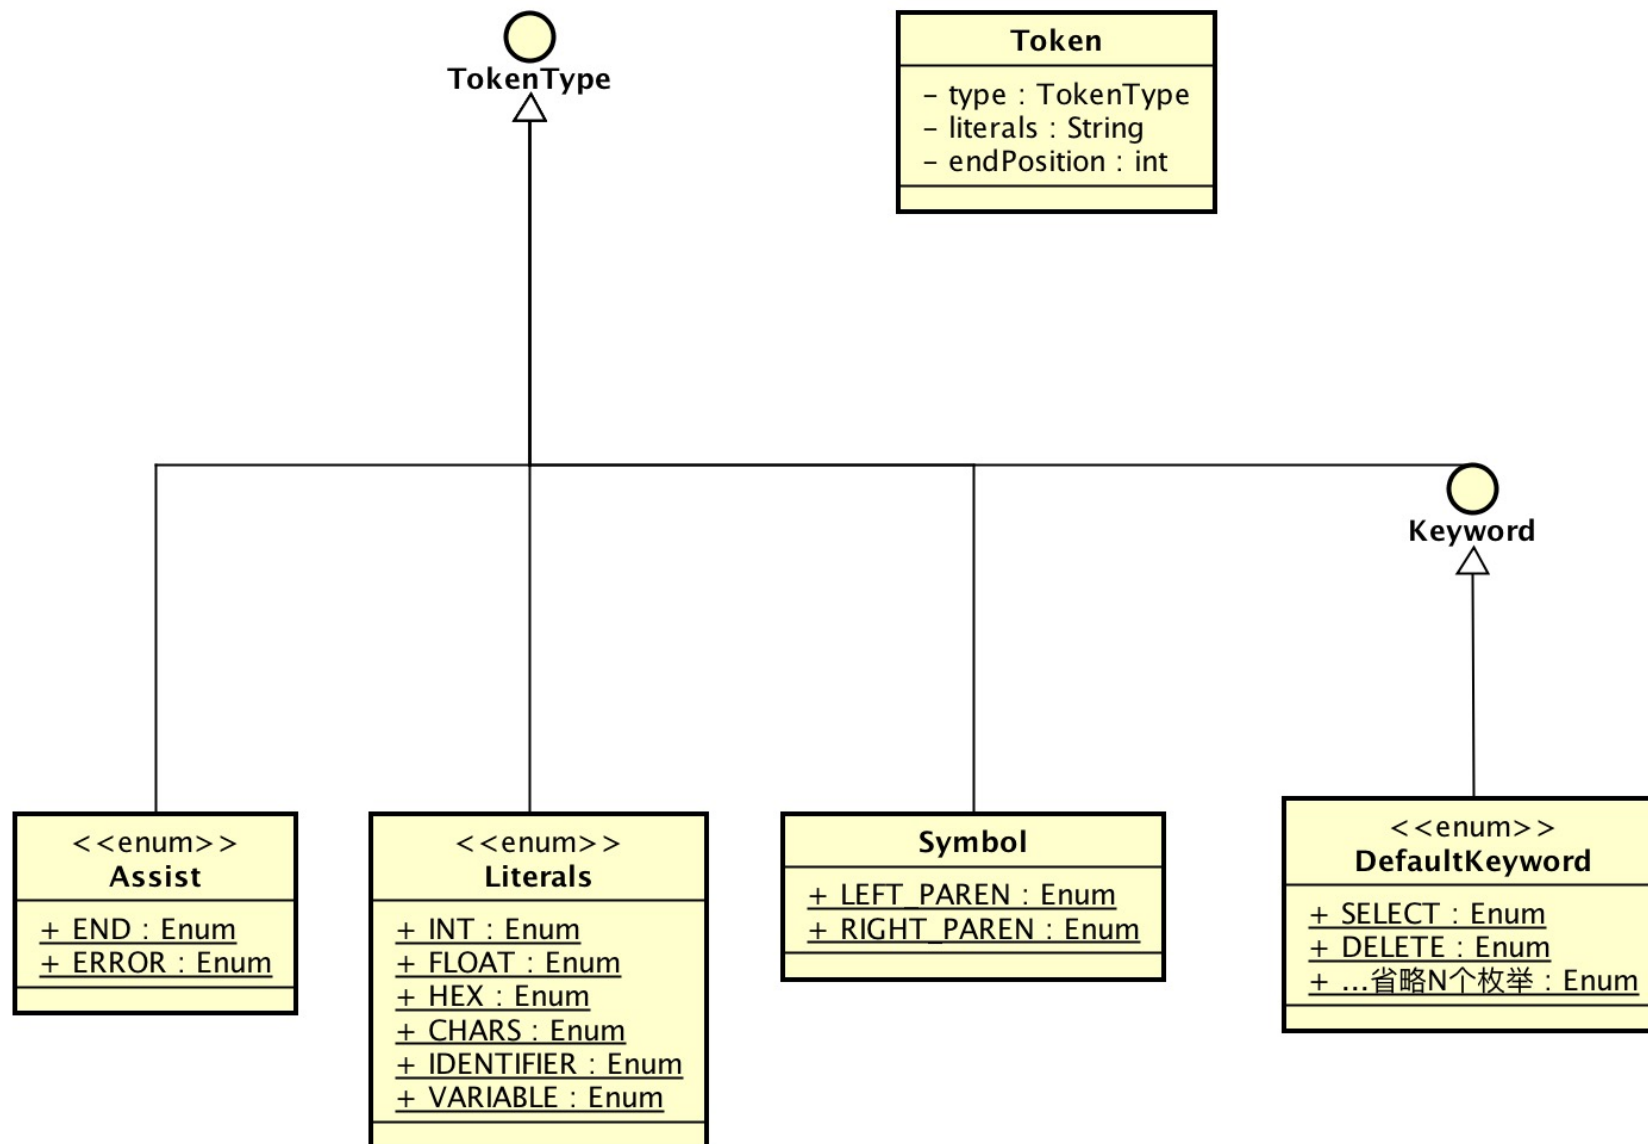 TokenType
Token
- type : TokenType
- literals : String
- endPosition : int
Keyword
<<enum>>
Assist
+ END : Enum
+ ERROR : Enum
<<enum>>
Literals
+ INT : Enum
+ FLOAT : Enum
+ HEX : Enum
+ CHARS : Enum
+ IDENTIFIER : Enum
+ VARIABLE : Enum
Symbol
+ LEFT_PAREN : Enum
+ RIGHT_PAREN : Enum
<<enum>>
DefaultKeyword
+ SELECT : Enum
+ DELETE : Enum
+ ...省略N个枚举 : Enum